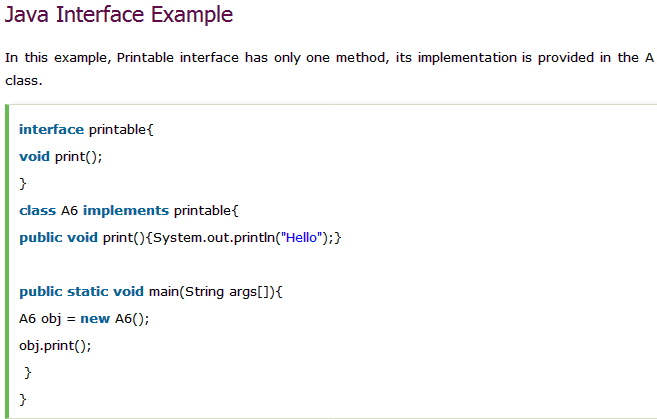 Java Interface Example
In this example, Printable interface has only one method, its implementation is provided in the A
class.
interface printable{
void print();
}
class A6 implements printable{
public void print(){System.out.println("Hello");}
public static void main(String args[]){
A6 obj = new A6();
obj.print();
}
}